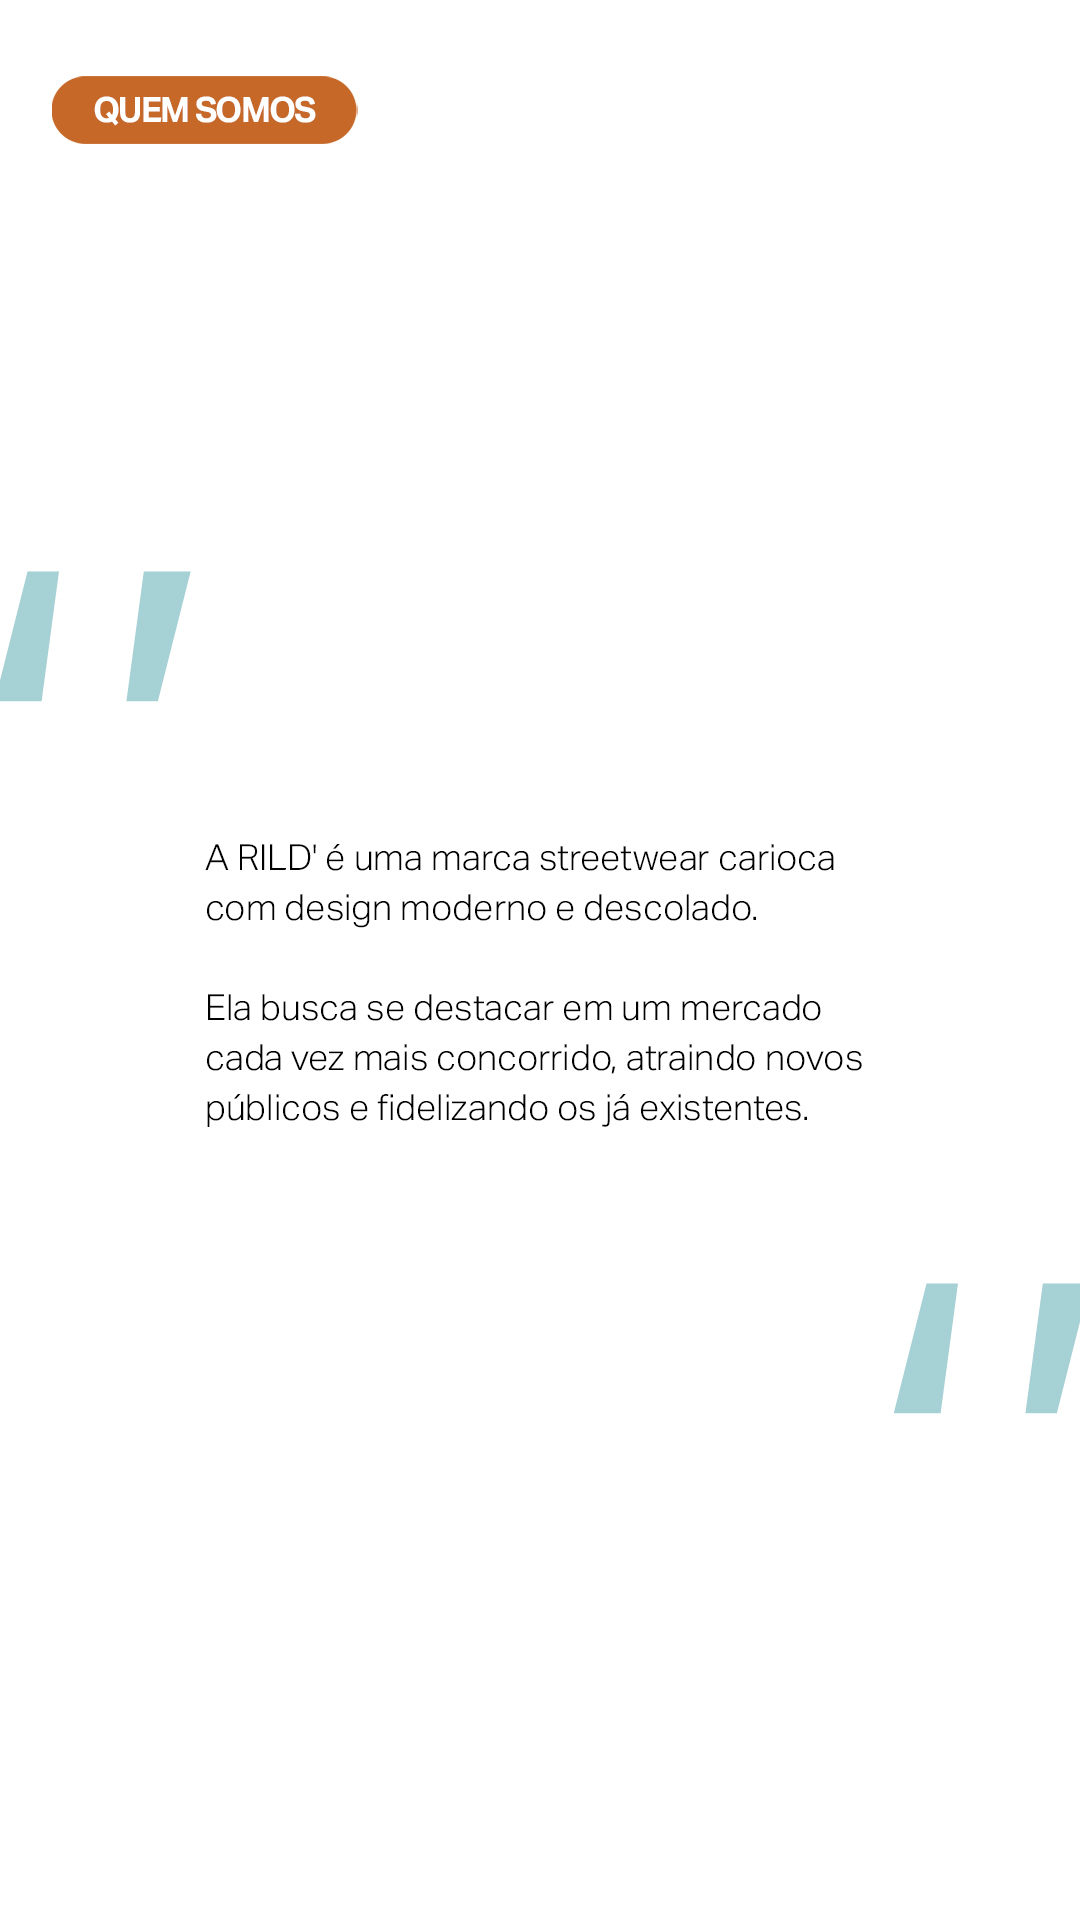 QUEM SOMOS
"
A RILD' é uma marca streetwear carioca
com design moderno e descolado.
Ela busca se destacar em um mercado
cada vez mais concorrido, atraindo novos
públicos e fidelizando os já existentes.
"